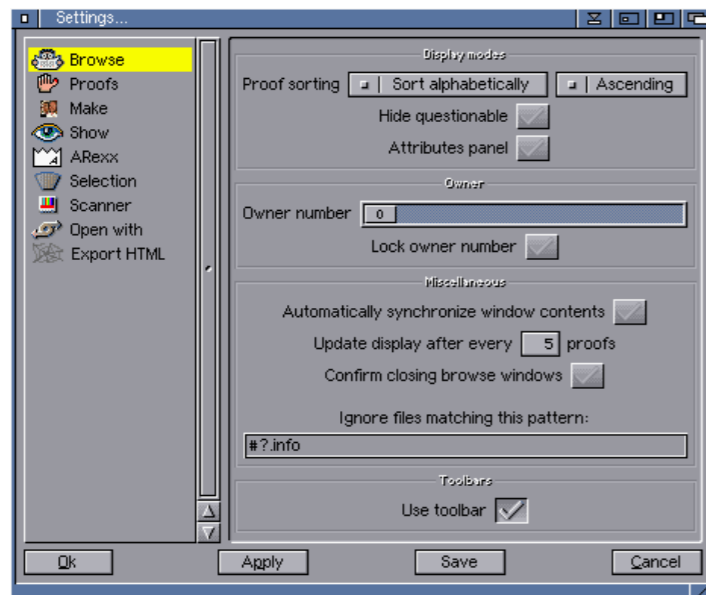 Settings...
Browse
Proofs
Make
Show
ARexx
Selection
Scanner
Open with
Export HTML
Display modes
Proof sorting Sort alphabetically Ascending
Hide questionable
Attributes panel
Owner
Owner number 0
Lock owner number
Miscellaneous
Automatically synchronize window contents
Update display after every 5 proofs
Confirm closing browse windows
Ignore files matching this pattern:
#?.info
Toolbars
Use toolbar
Ok Apply Save Cancel